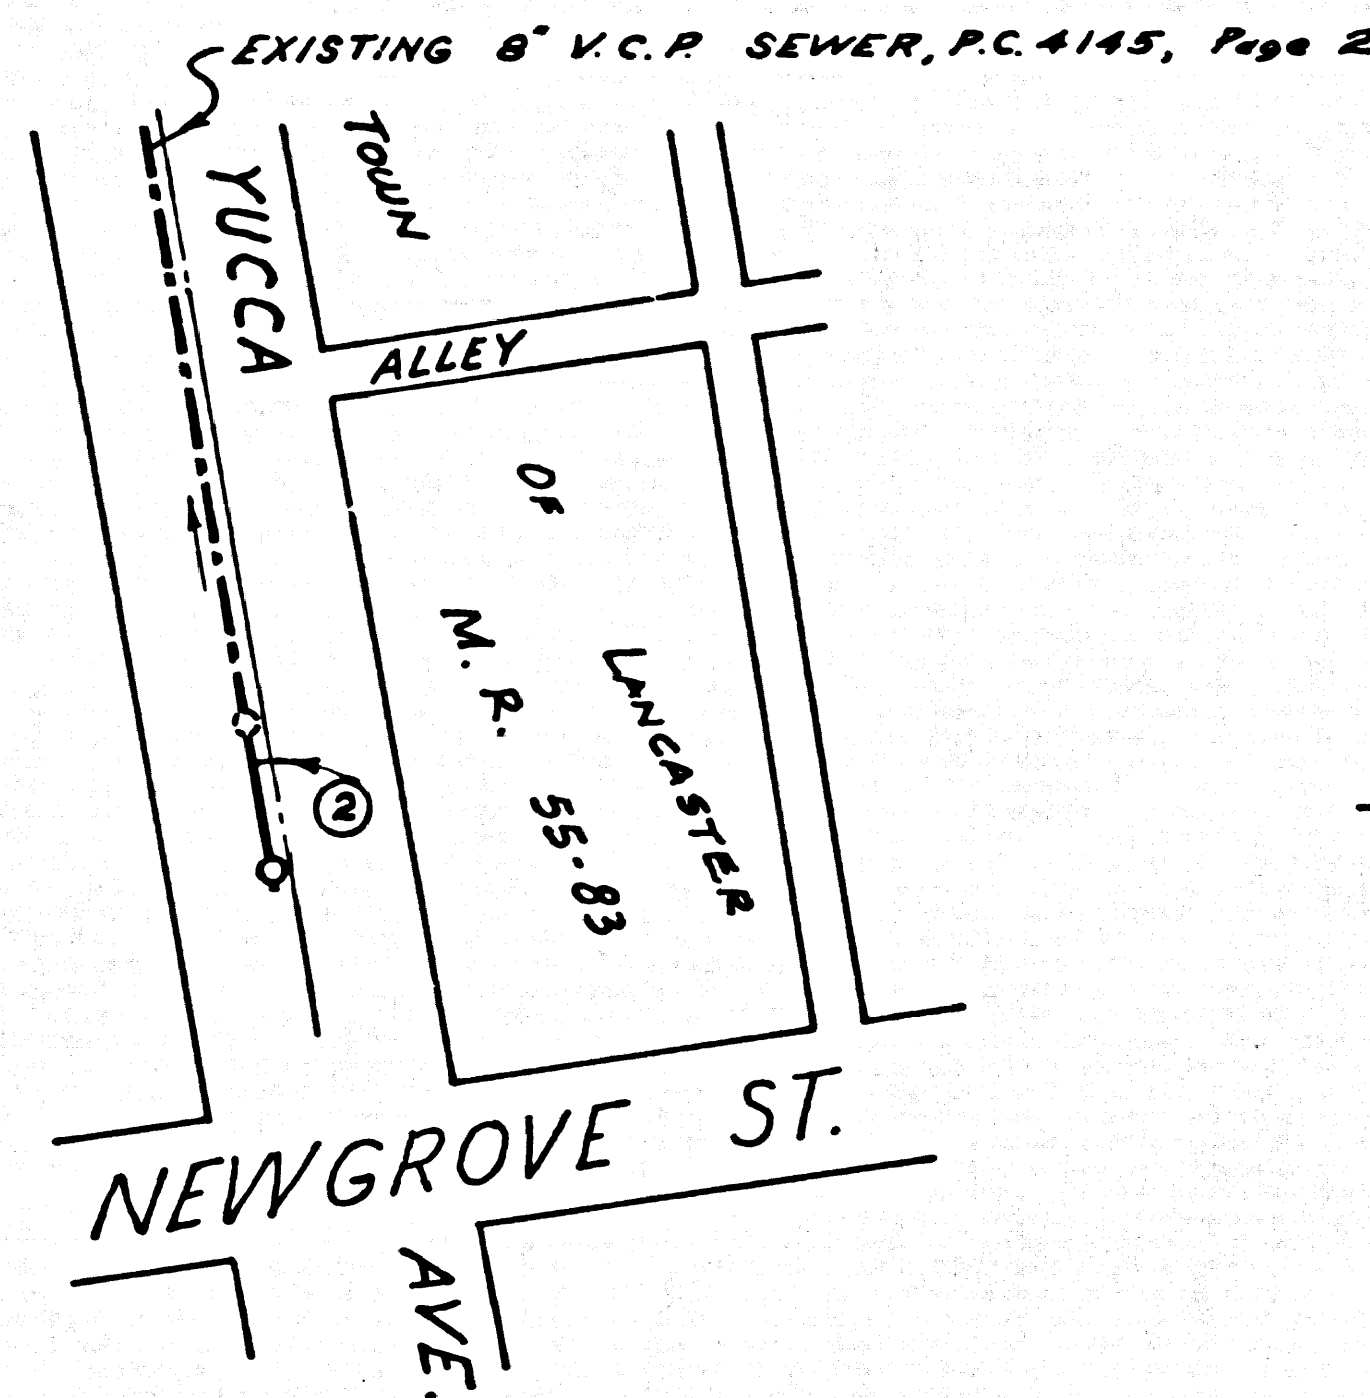 EXISTING 8" V.C.P. SEWER, P.C. 4145, Page 2
YUCCA
TOWN
ALLEY
OF
LANCASTER
M. R. 55-83
2
NEWGROVE ST.
AVE.